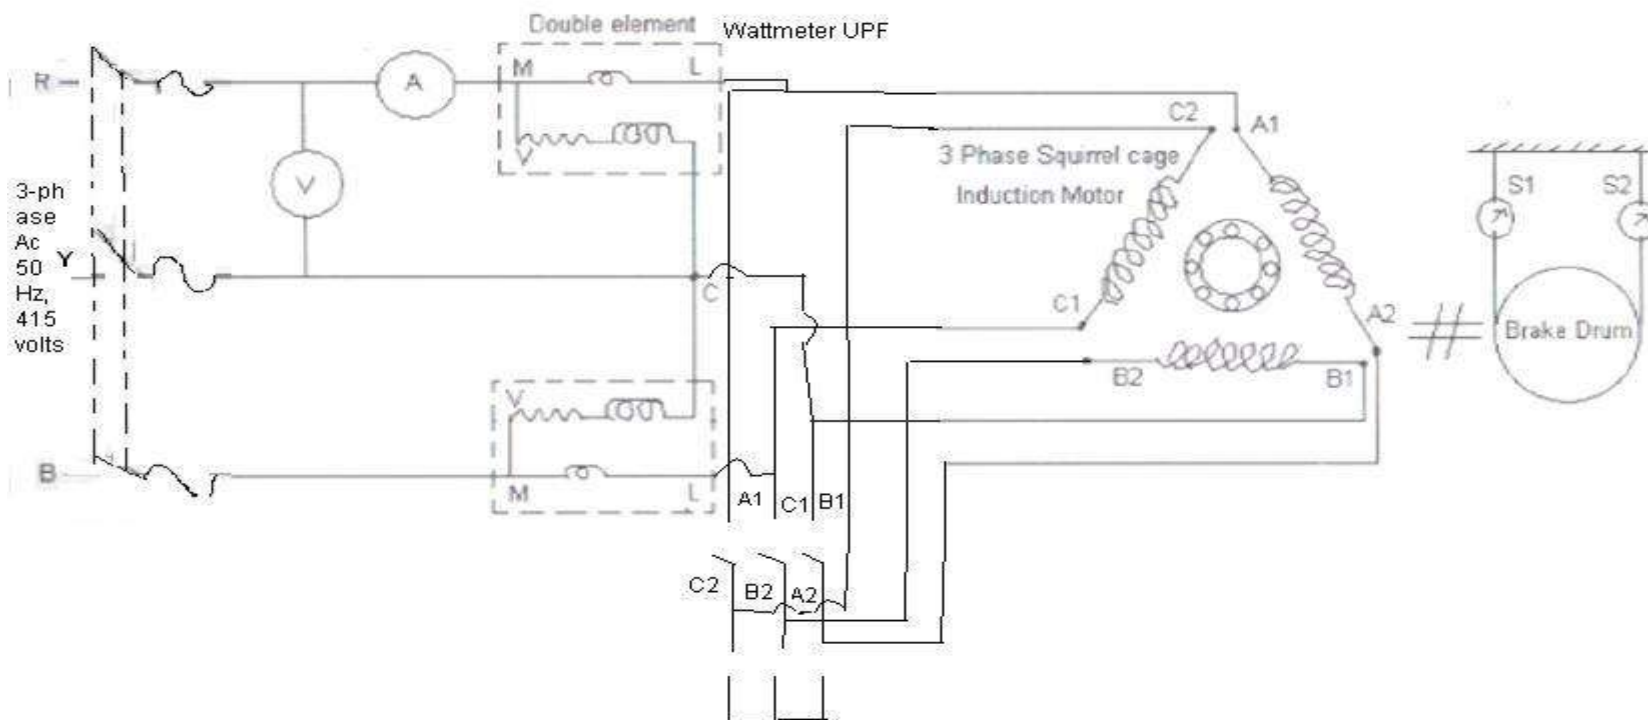 Double element Wattmeter UPF
R
A
M
L
V
V
3-ph
ase
Ac
50
Hz,
415
volts
Y
C
V
B
M
L
A1
C1
B1
C2
B2
A2
C2
A1
3 Phase Squirrel cage
Induction Motor
C1
A2
B2
B1
S1
S2
Brake Drum